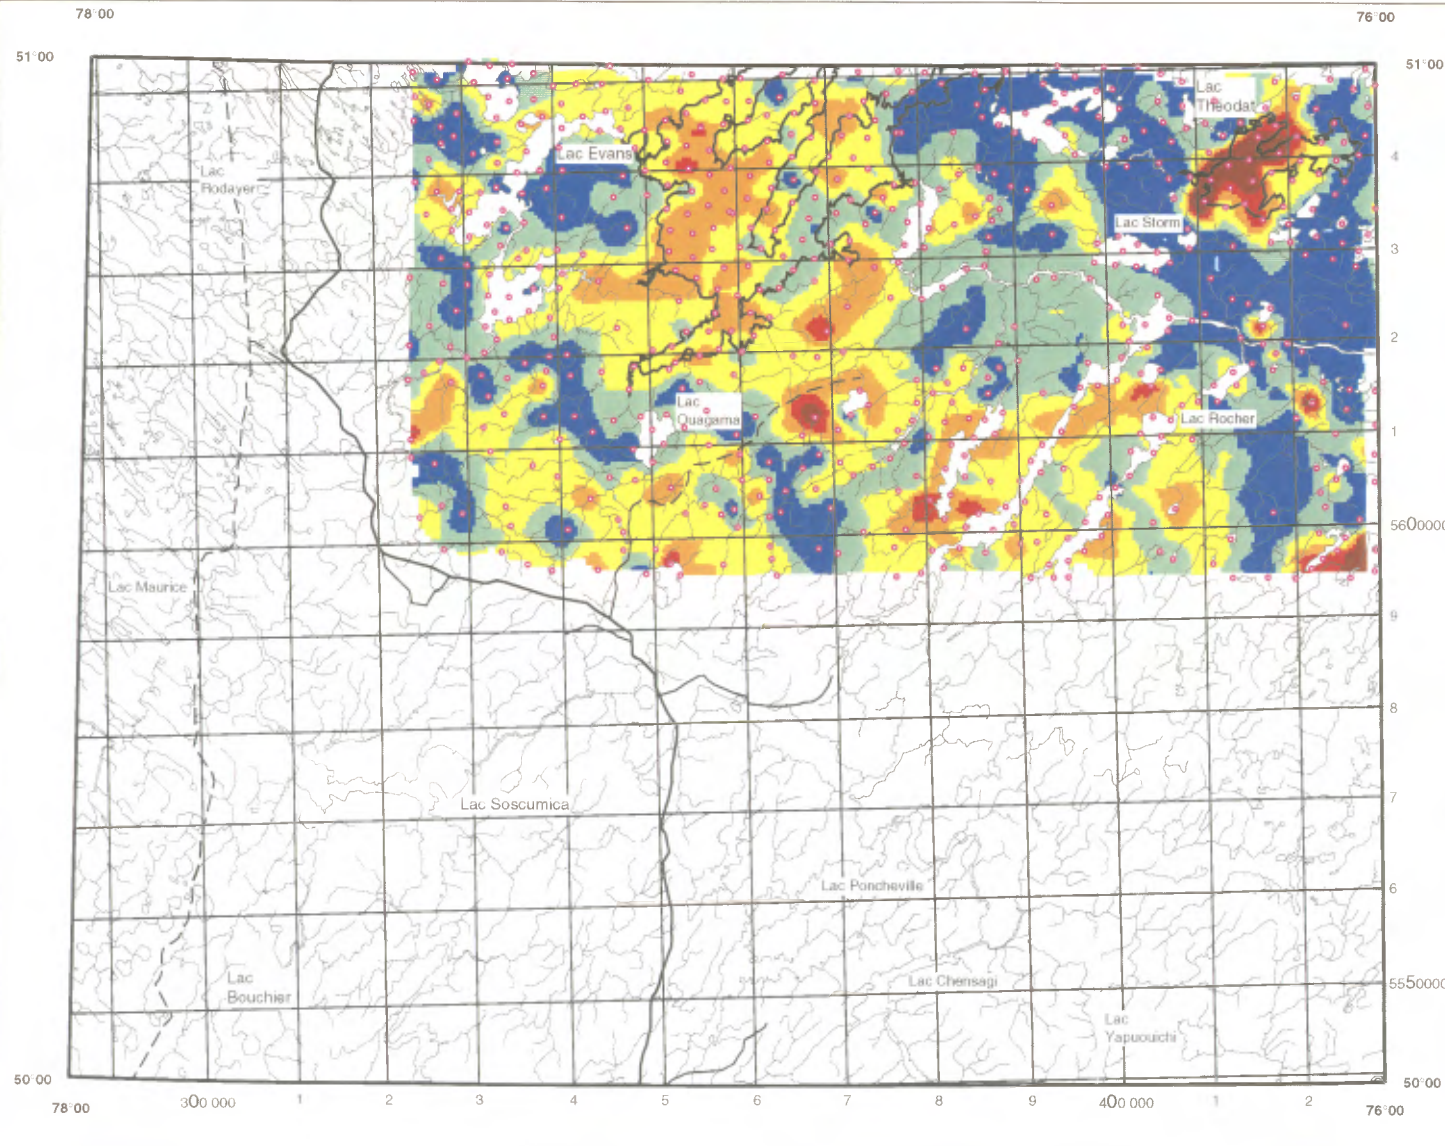 78°00
76°00
51°00
51°00
Lac
Theodat
Lac Evans
4
Lac
Rodayer
Lac Storm
3
2
Lac
Ouagama
Lac Rocher
1
5600000
Lac Maurice
9
8
7
Lac Soscumica
Lac Poncheville
6
Lac
Bouchier
Lac Chensagi
5550000
Lac
Yapuouichi
50°00
50°00
78°00
300 000
1
2
3
4
5
6
7
8
9
400 000
1
2
76°00